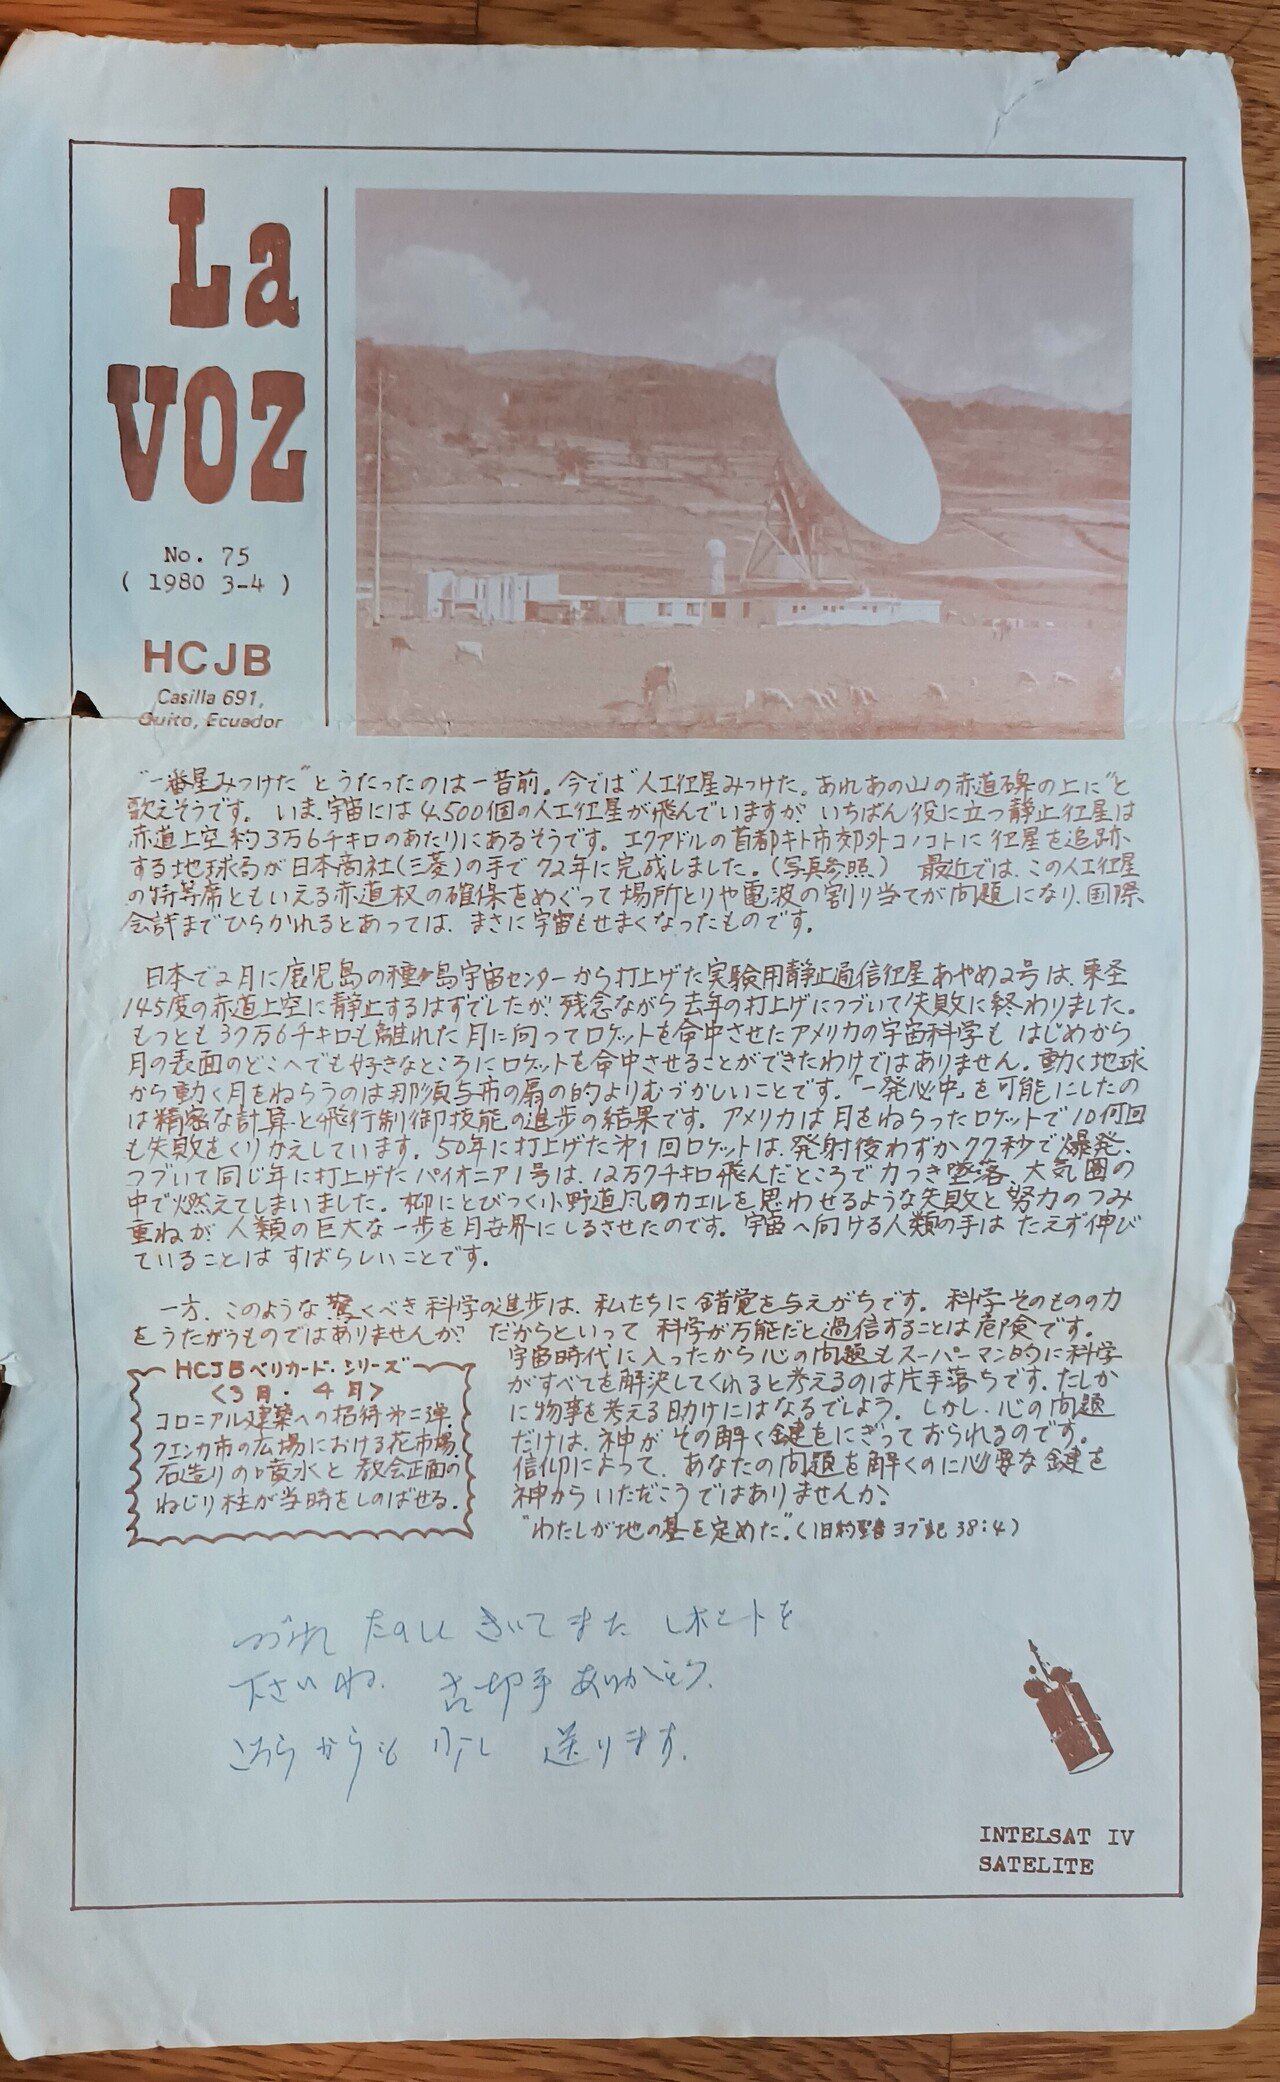 La
VOZ
No. 75
( 1980 3-4 )
HCJB
Casilla 691,
Quito, Ecuador
"一番星みつけた"とうたったのは一昔前。今では"人工衛星みつけた。あれあの山の赤道碑の上に"と
歌えそうです。 いま、宇宙には4,500個の人工衛星が飛んでいますが、いちばん役に立つ静止衛星は
赤道上空約3万6千キロのあたりにあるそうです。エクアドルの首都キト市郊外コノコトに衛星を追跡
する地球局が日本商社(三菱)の手で72年に完成しました。(写真参照) 最近では、この人工衛星
の特等席ともいえる赤道权の確保をめぐって場所とりや電波の割り当てが問題になり、国際
会議までひらかれるとあっては、まさに宇宙もせまくなったものです。
日本で2月に鹿児島の種ケ島宇宙センターから打上げた実験用静止通信衛星あやめ2号は、東経
145度の赤道上空に静止するはずでしたが、残念ながら去年の打上げにつづいて失敗に終わりました。
もっとも37万6千キロも離れた月に向ってロケットを命中させたアメリカの宇宙科学も はじめから
月の表面のどこへでも好きなところにロケットを命中させることができたわけではありません。動く地球
から動く月をねらうのは那須与市の扇の的よりむづかしいことです。「一発必中」を可能にしたの
は精密な計算と飛行制御技能の進歩の結果です。アメリカは月をねらったロケットで10何回
も失敗をくりかえしています。50年に打上げた第1回ロケットは、発射後わずか77秒で爆発、
つづいて同じ年に打上げたパイオニア1号は、12万7千キロ飛んだところで力つき墜落、大気圏の
中で燃えてしまいました。柳にとびつく小野道風のカエルを思わせるような失敗と努力のつみ
重ねが、人類の巨大な一歩を月世界にしるさせたのです。宇宙へ向ける人類の手は たえず伸び
ていることは すばらしいことです。
一方、このような驚くべき科学の進歩は、私たちに錯覚を与えがちです。科学そのものの力
をうたがうものではありませんが、 だからといって 科学が万能だと過信することは危険です。
宇宙時代に入ったから心の問題もスーパーマン的に科学
がすべてを解決してくれると考えるのは片手落ちです。たしか
に物事を考える助けにはなるでしょう。しかし、心の問題
だけは、神が その解く鍵をにぎっておられるのです。
信仰によって、あなたの問題を解くのに必要な鍵を
神からいただこうではありませんか。
"わたしが地の基を定めた"(旧約聖書ヨブ記38:4)
HCJBベリカード・シリーズ
<3月・4月>
コロニアル建築への招待第二弾。
クエンカ市の広場における花市場。
石造りの噴水と 教会正面の
ねじり柱が当時をしのばせる。
たのしく きいてまた レポートを
下さいね。 古切手ありがとう。
こちらからも 少し 送ります。
INTELSAT IV
SATELITE